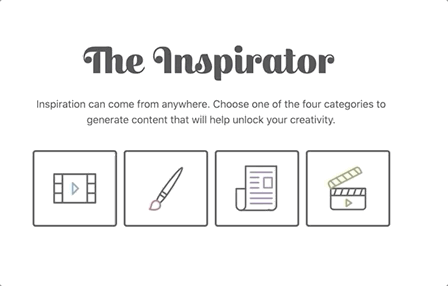 The Inspirator
Inspiration can come from anywhere. Choose one of the four categories to
generate content that will help unlock your creativity.